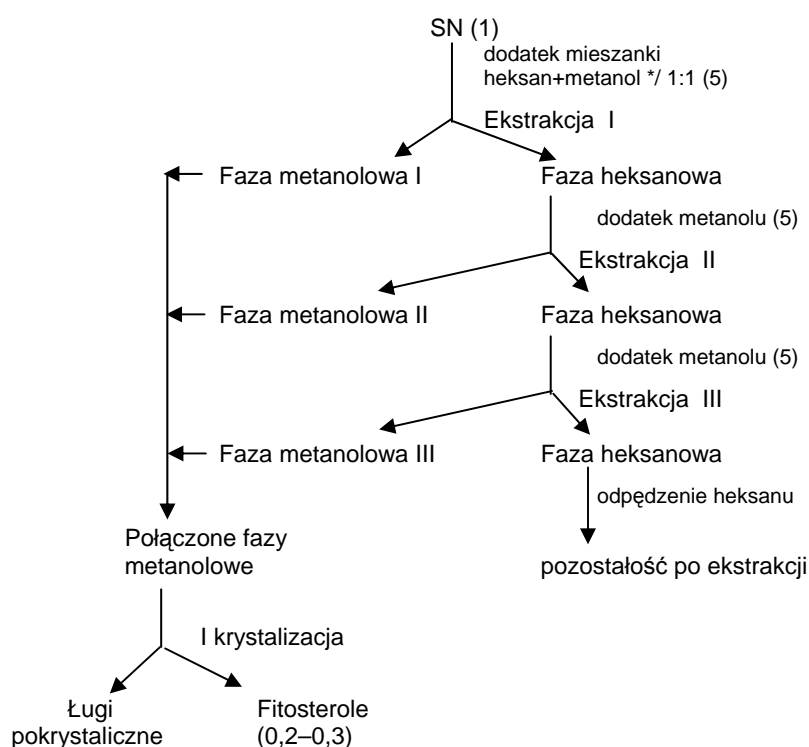 SN (1)
dodatek mieszanki
heksan+metanol */ 1:1 (5)
Ekstrakcja I
Faza metanolowa I
Faza heksanowa
dodatek metanolu (5)
Ekstrakcja II
Faza metanolowa II
Faza heksanowa
dodatek metanolu (5)
Ekstrakcja III
Faza metanolowa III
Faza heksanowa
odpędzenie heksanu
Połączone fazy
metanolowe
pozostałość po ekstrakcji
I krystalizacja
Ługi
pokrystaliczne
Fitosterole
(0,2–0,3)